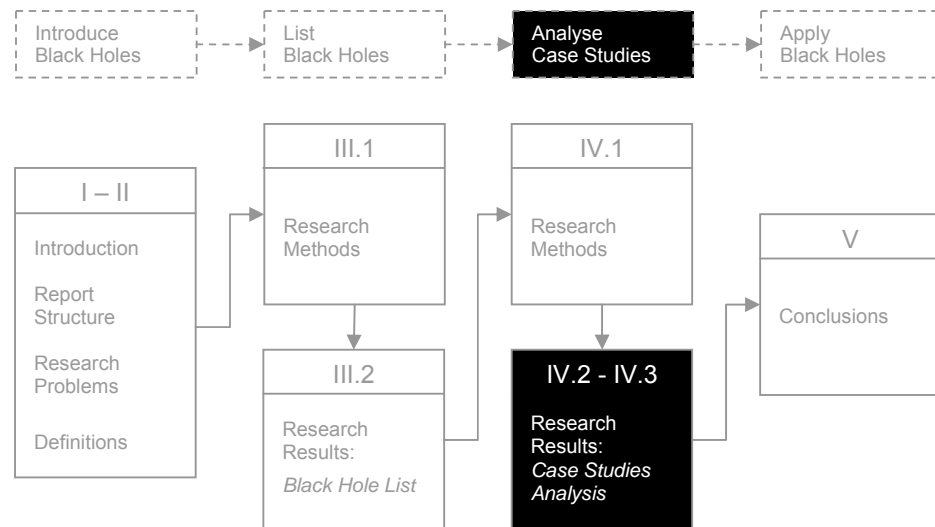 Introduce
Black Holes
List
Black Holes
Analyse
Case Studies
Apply
Black Holes
I – II
Introduction
Report
Structure
Research
Problems
Definitions
III.1
Research
Methods
III.2
Research
Results:
Black Hole List
IV.1
Research
Methods
IV.2 - IV.3
Research
Results:
Case Studies
Analysis
V
Conclusions